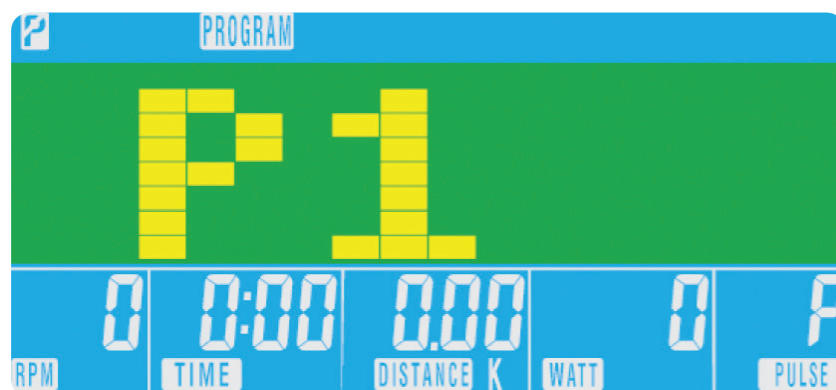 P PROGRAM
P1
0 0:00 0.00 0 P
RPM TIME DISTANCE K WATT PULSE